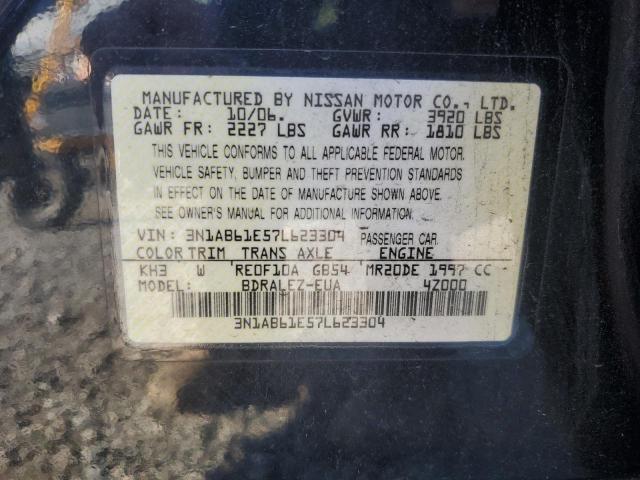 MANUFACTURED BY NISSAN MOTOR CO., LTD.
DATE: 10/06. GVWR: 3920 LBS
GAWR FR: 2227 LBS GAWR RR: 1810 LBS
THIS VEHICLE CONFORMS TO ALL APPLICABLE FEDERAL MOTOR.
VEHICLE SAFETY, BUMPER AND THEFT PREVENTION STANDARDS
IN EFFECT ON THE DATE OF MANUFACTURE SHOWN ABOVE.
SEE OWNER'S MANUAL FOR ADDITIONAL INFORMATION.
VIN: 3N1AB61E57L623304 PASSENGER CAR
COLOR TRIM TRANS AXLE ENGINE
KH3 W RE0F10A GB54 MR20DE 1997 CC
MODEL: BDRALEZ-EUA 4Z000
3N1AB61E57L623304